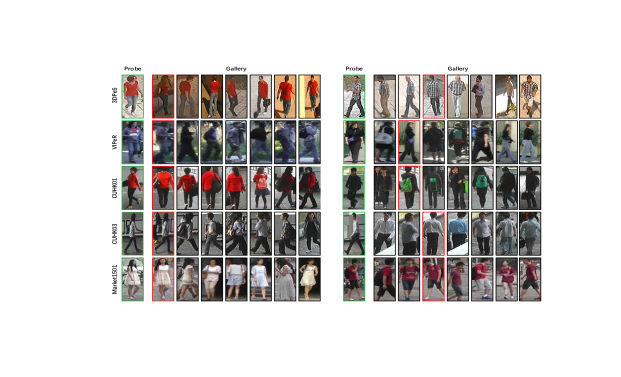 Probe Gallery Probe Gallery
3DPeS
VIPeR
CUHK01
CUHK03
Market1501